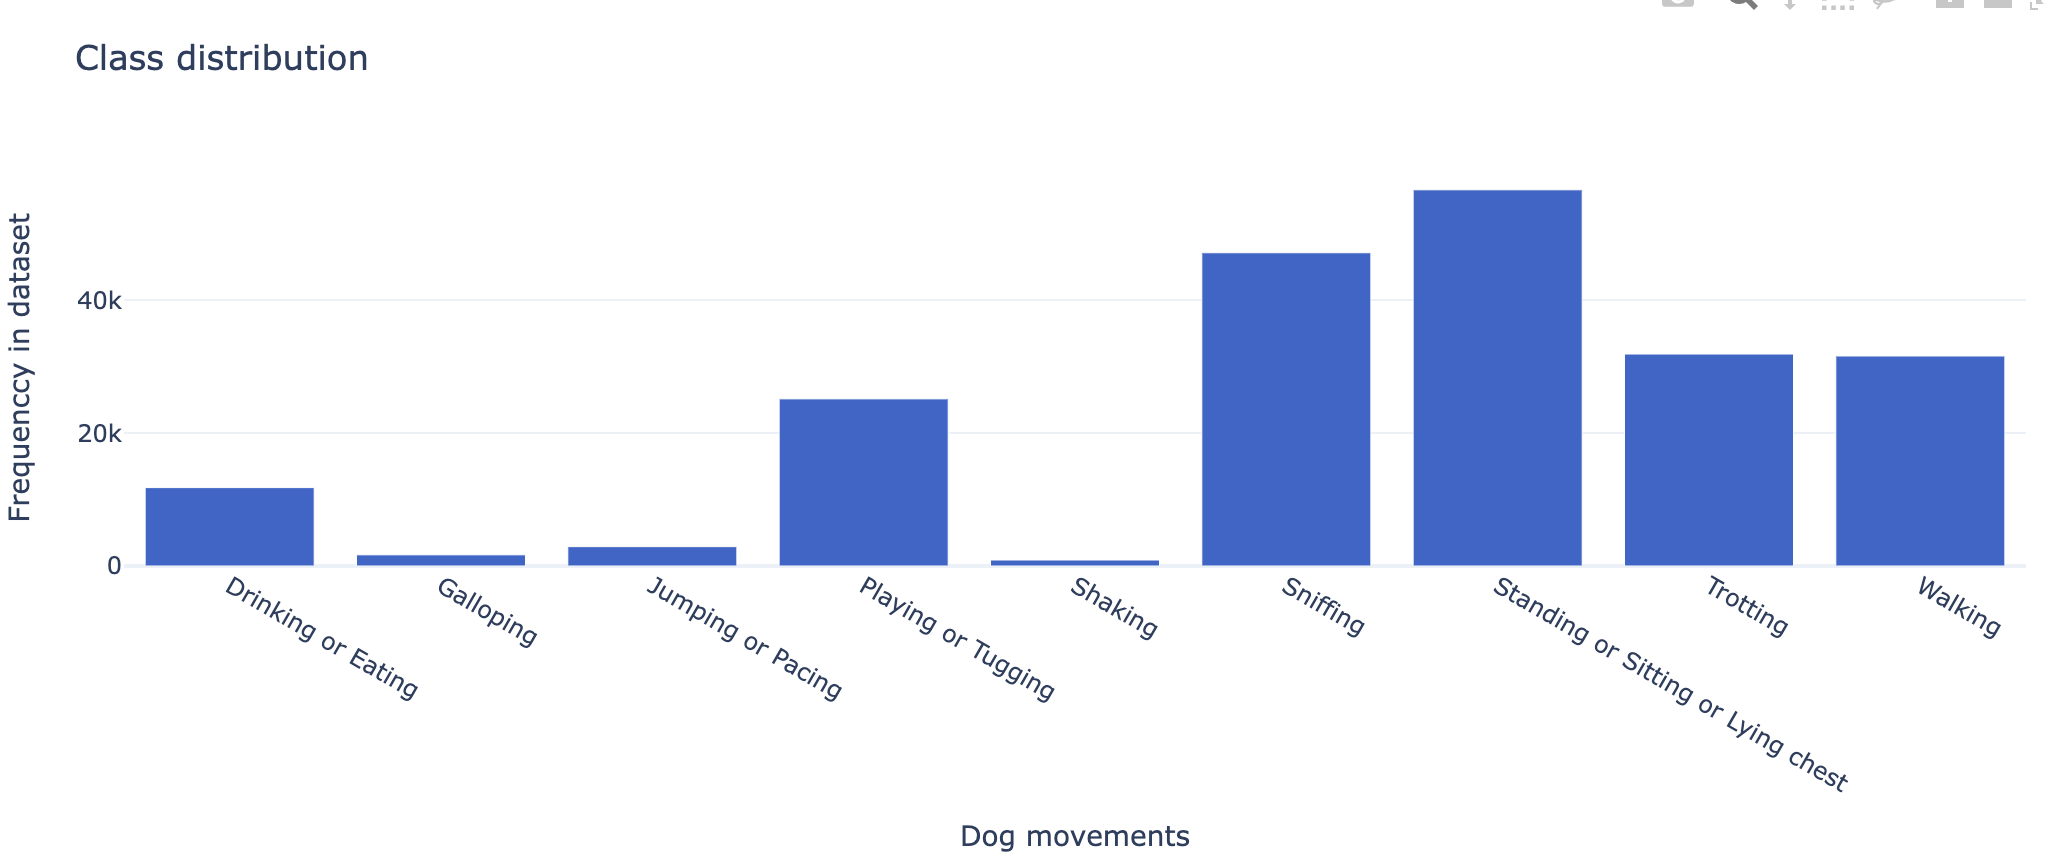 Class distribution
Frequenccy in dataset
40k
20k
0
Drinking or Eating
Galloping
Jumping or Pacing
Playing or Tugging
Shaking
Sniffing
Standing or Sitting or Lying chest
Trotting
Walking
Dog movements